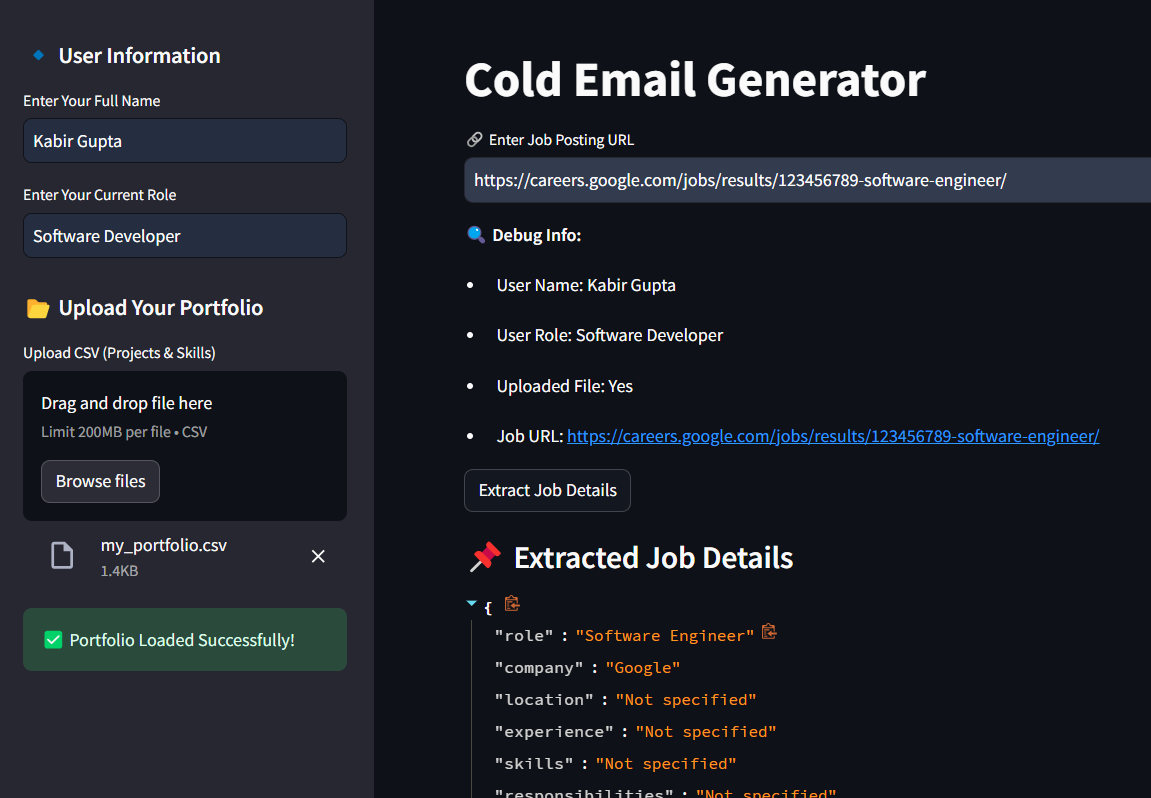 User Information
Enter Your Full Name
Kabir Gupta
Enter Your Current Role
Software Developer
Upload Your Portfolio
Upload CSV (Projects & Skills)
Drag and drop file here
Limit 200MB per file • CSV
Browse files
my_portfolio.csv
1.4KB
Portfolio Loaded Successfully!
Cold Email Generator
Enter Job Posting URL
https://careers.google.com/jobs/results/123456789-software-engineer/
Debug Info:
• User Name: Kabir Gupta
• User Role: Software Developer
• Uploaded File: Yes
• Job URL: https://careers.google.com/jobs/results/123456789-software-engineer/
Extract Job Details
Extracted Job Details
{
"role" : "Software Engineer"
"company" : "Google"
"location" : "Not specified"
"experience" : "Not specified"
"skills" : "Not specified"
"responsibilities" : "Not specified"